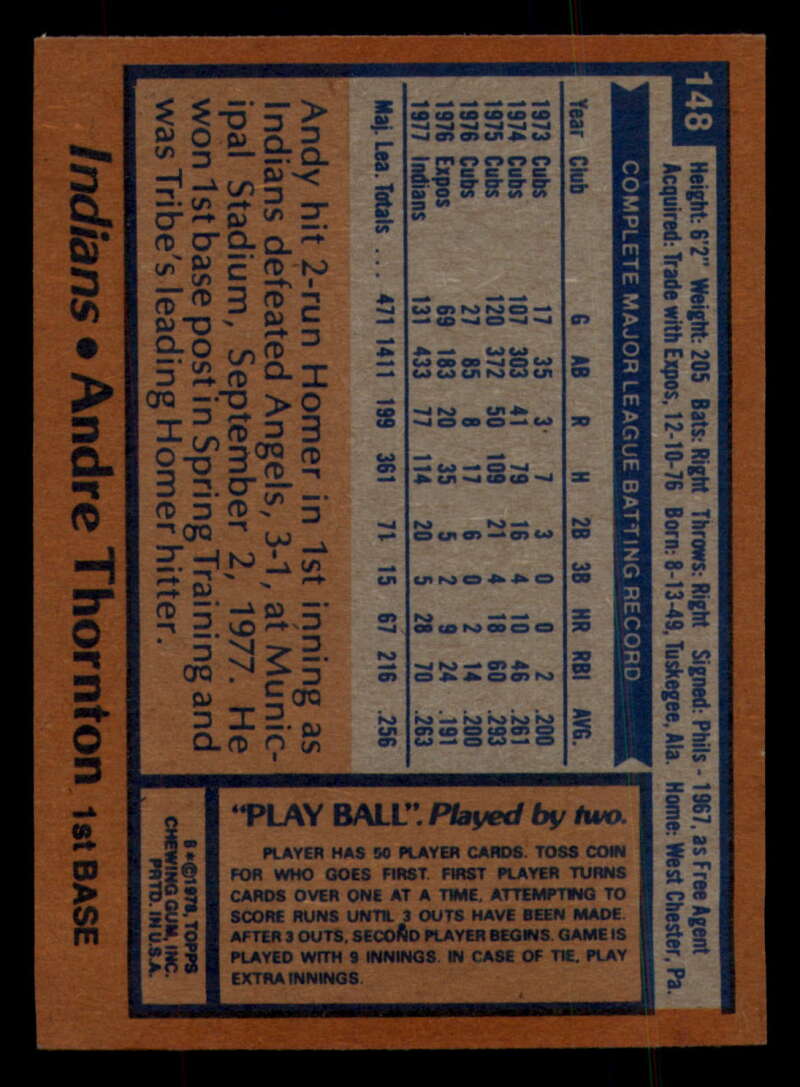 148
Height: 6'2" Weight: 205 Bats: Right Throws: Right Signed: Phils - 1967, as Free Agent
Acquired: Trade with Expos, 12-10-76 Born: 8-13-49, Tuskegee, Ala. Home: West Chester, Pa.
COMPLETE MAJOR LEAGUE BATTING RECORD
Year Club G AB R H 2B 3B HR RBI AVG.
1973 Cubs 17 35 3 7 3 0 0 2 .200
1974 Cubs 107 303 41 79 16 4 10 46 .261
1975 Cubs 120 372 50 109 21 4 18 60 .293
1976 Cubs 27 85 8 17 6 0 2 14 .200
1976 Expos 69 183 20 35 5 2 9 24 .191
1977 Indians 131 433 77 114 20 5 28 70 .263
Maj. Lea. Totals .... 471 1411 199 361 71 15 67 216 .256
Andy hit 2-run Homer in 1st inning as
Indians defeated Angels, 3-1, at Munic-
ipal Stadium, September 2, 1977. He
won 1st base post in Spring Training and
was Tribe's leading Homer hitter.
Indians • Andre Thornton 1st BASE
"PLAY BALL". Played by two.
PLAYER HAS 50 PLAYER CARDS. TOSS COIN
FOR WHO GOES FIRST. FIRST PLAYER TURNS
CARDS OVER ONE AT A TIME, ATTEMPTING TO
SCORE RUNS UNTIL 3 OUTS HAVE BEEN MADE.
AFTER 3 OUTS, SECOND PLAYER BEGINS. GAME IS
PLAYED WITH 9 INNINGS. IN CASE OF TIE, PLAY
EXTRA INNINGS.
6*©1978, TOPPS
CHEWING GUM, INC.
PRTD. IN U.S.A.